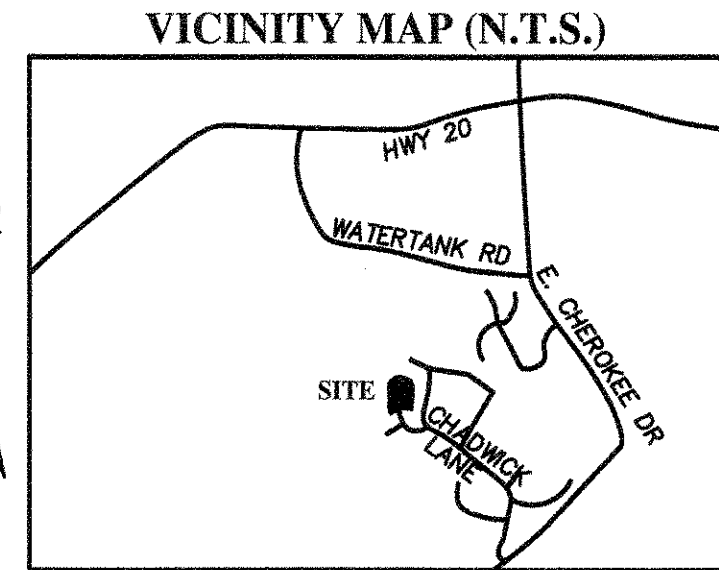 VICINITY MAP (N.T.S.)
HWY 20
WATERTANK RD
E. CHEROKEE DR
SITE
CHADWICK
LANE